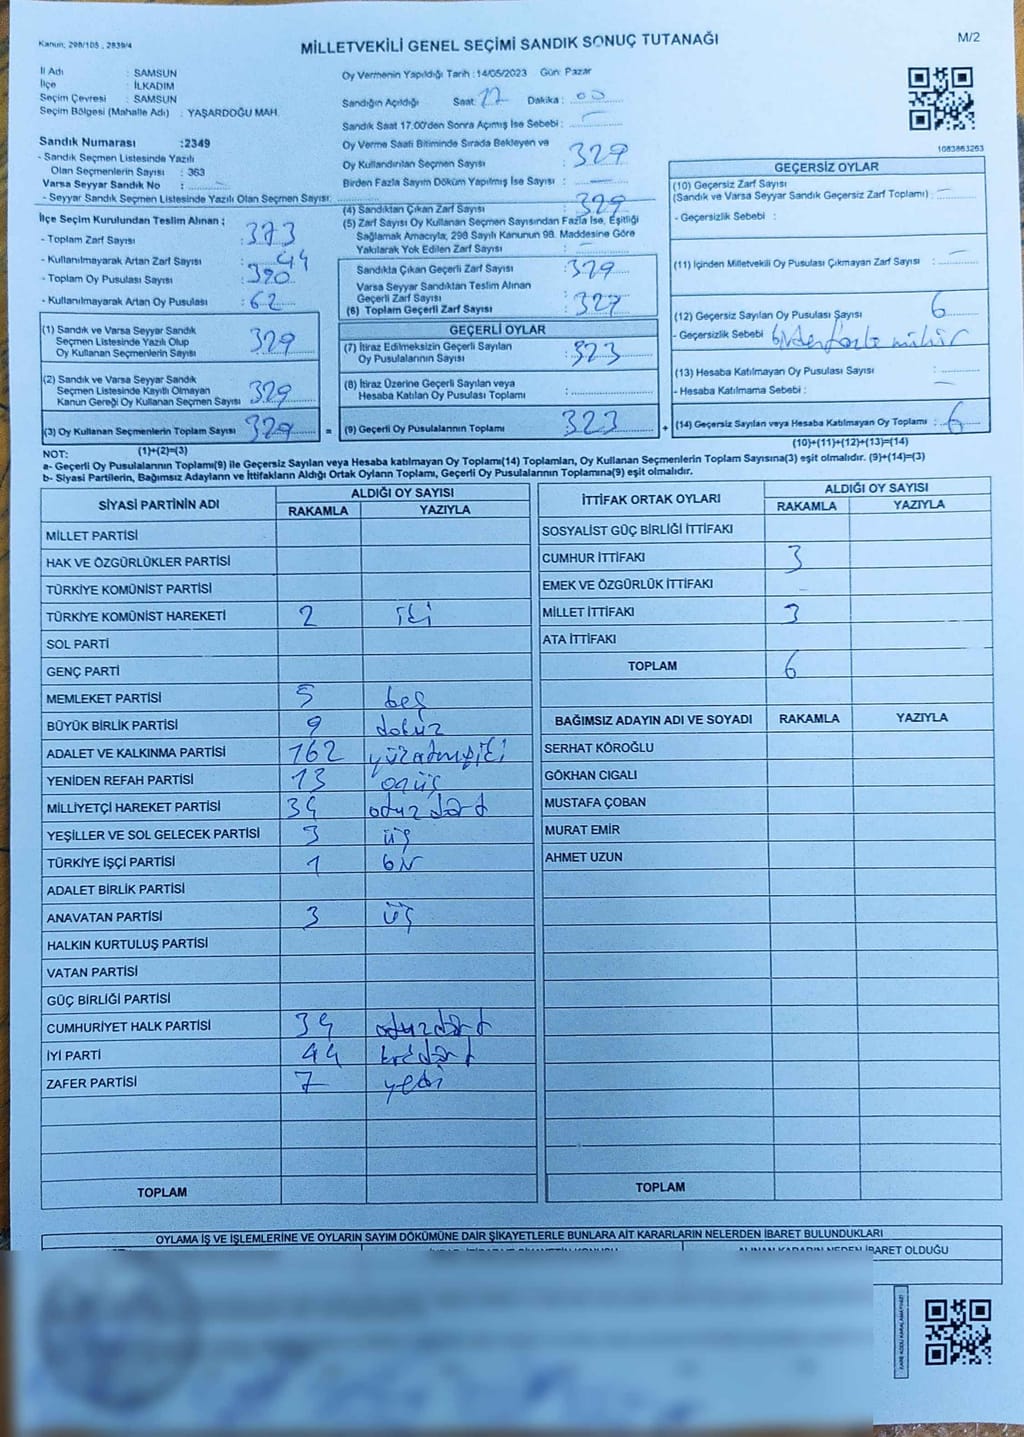 Kanun; 298/105 , 2839/4
MİLLETVEKİLİ GENEL SEÇİMİ SANDIK SONUÇ TUTANAĞI
M/2
İl Adı : SAMSUN
İlçe : İLKADIM
Seçim Çevresi : SAMSUN
Seçim Bölgesi (Mahalle Adı) : YAŞARDOĞU MAH.
Sandık Numarası :2349
- Sandık Seçmen Listesinde Yazılı
Olan Seçmenlerin Sayısı : 363
Varsa Seyyar Sandık No :
- Seyyar Sandık Seçmen Listesinde Yazılı Olan Seçmen Sayısı:
Oy Vermenin Yapıldığı Tarih :14/05/2023 Gün: Pazar
Sandığın Açıldığı Saat: 17 Dakika : 00
Sandık Saat 17.00'den Sonra Açımış İse Sebebi :
Oy Verme Saati Bitiminde Sırada Bekleyen ve
Oy Kullandırılan Seçmen Sayısı : 329
Birden Fazla Sayım Döküm Yapılmış İse Sayısı :
1083863263
İlçe Seçim Kurulundan Teslim Alınan ;
- Toplam Zarf Sayısı : 373
- Kullanılmayarak Artan Zarf Sayısı : 44
- Toplam Oy Pusulası Sayısı : 390
- Kullanılmayarak Artan Oy Pusulası : 62
(4) Sandıktan Çıkan Zarf Sayısı : 329
(5) Zarf Sayısı Oy Kullanan Seçmen Sayısından Fazla İse, Eşitliği
Sağlamak Amacıyla, 298 Sayılı Kanunun 98. Maddesine Göre
Yakılarak Yok Edilen Zarf Sayısı :
Sandıkta Çıkan Geçerli Zarf Sayısı : 329
Varsa Seyyar Sandıktan Teslim Alınan
Geçerli Zarf Sayısı :
(6) Toplam Geçerli Zarf Sayısı : 329
GEÇERSİZ OYLAR
(10) Geçersiz Zarf Sayısı
(Sandık ve Varsa Seyyar Sandık Geçersiz Zarf Toplamı) :
- Geçersizlik Sebebi :
(11) İçinden Milletvekili Oy Pusulası Çıkmayan Zarf Sayısı :
(12) Geçersiz Sayılan Oy Pusulası Sayısı : 6
- Geçersizlik Sebebi : birden fazla mühür
(13) Hesaba Katılmayan Oy Pusulası Sayısı :
- Hesaba Katılmama Sebebi :
(14) Geçersiz Sayılan veya Hesaba Katılmayan Oy Toplamı : 6
(1) Sandık ve Varsa Seyyar Sandık
Seçmen Listesinde Yazılı Olup
Oy Kullanan Seçmenlerin Sayısı : 329
(2) Sandık ve Varsa Seyyar Sandık
Seçmen Listesinde Kayıtlı Olmayan
Kanun Gereği Oy Kullanan Seçmen Sayısı : 329
(3) Oy Kullanan Seçmenlerin Toplam Sayısı : 329 =
GEÇERLİ OYLAR
(7) İtiraz Edilmeksizin Geçerli Sayılan
Oy Pusulalarının Sayısı : 323
(8) İtiraz Üzerine Geçerli Sayılan veya
Hesaba Katılan Oy Pusulası Toplamı :
(9) Geçerli Oy Pusulalarının Toplamı : 323 +
NOT: (1)+(2)=(3) (10)+(11)+(12)+(13)=(14)
a- Geçerli Oy Pusulalarının Toplamı(9) ile Geçersiz Sayılan veya Hesaba katılmayan Oy Toplamı(14) Toplamları, Oy Kullanan Seçmenlerin Toplam Sayısına(3) eşit olmalıdır. (9)+(14)=(3)
b- Siyasi Partilerin, Bağımsız Adayların ve İttifakların Aldığı Ortak Oyların Toplamı, Geçerli Oy Pusulalarının Toplamına(9) eşit olmalıdır.
SİYASİ PARTİNİN ADI ALDIĞI OY SAYISI
RAKAMLA YAZIYLA
MİLLET PARTİSİ
HAK VE ÖZGÜRLÜKLER PARTİSİ
TÜRKİYE KOMÜNİST PARTİSİ
TÜRKİYE KOMÜNİST HAREKETİ 2 iki
SOL PARTİ
GENÇ PARTİ
MEMLEKET PARTİSİ 5 beş
BÜYÜK BİRLİK PARTİSİ 9 dokuz
ADALET VE KALKINMA PARTİSİ 162 yüzatmışiki
YENİDEN REFAH PARTİSİ 13 onüç
MİLLİYETÇİ HAREKET PARTİSİ 34 otuzdört
YEŞİLLER VE SOL GELECEK PARTİSİ 3 üç
TÜRKİYE İŞÇİ PARTİSİ 1 bir
ADALET BİRLİK PARTİSİ
ANAVATAN PARTİSİ 3 üç
HALKIN KURTULUŞ PARTİSİ
VATAN PARTİSİ
GÜÇ BİRLİĞİ PARTİSİ
CUMHURİYET HALK PARTİSİ 34 otuzdört
İYİ PARTİ 44 kırkdört
ZAFER PARTİSİ 7 yedi
TOPLAM
İTTİFAK ORTAK OYLARI ALDIĞI OY SAYISI
RAKAMLA YAZIYLA
SOSYALİST GÜÇ BİRLİĞİ İTTİFAKI
CUMHUR İTTİFAKI 3
EMEK VE ÖZGÜRLÜK İTTİFAKI
MİLLET İTTİFAKI 3
ATA İTTİFAKI
TOPLAM 6
BAĞIMSIZ ADAYIN ADI VE SOYADI RAKAMLA YAZIYLA
SERHAT KÖROĞLU
GÖKHAN CIGALI
MUSTAFA ÇOBAN
MURAT EMİR
AHMET UZUN
TOPLAM
OYLAMA İŞ VE İŞLEMLERİNE VE OYLARIN SAYIM DÖKÜMÜNE DAİR ŞİKAYETLERLE BUNLARA AİT KARARLARIN NELERDEN İBARET BULUNDUKLARI
ALINAN KARARIN NEDEN İBARET OLDUĞU